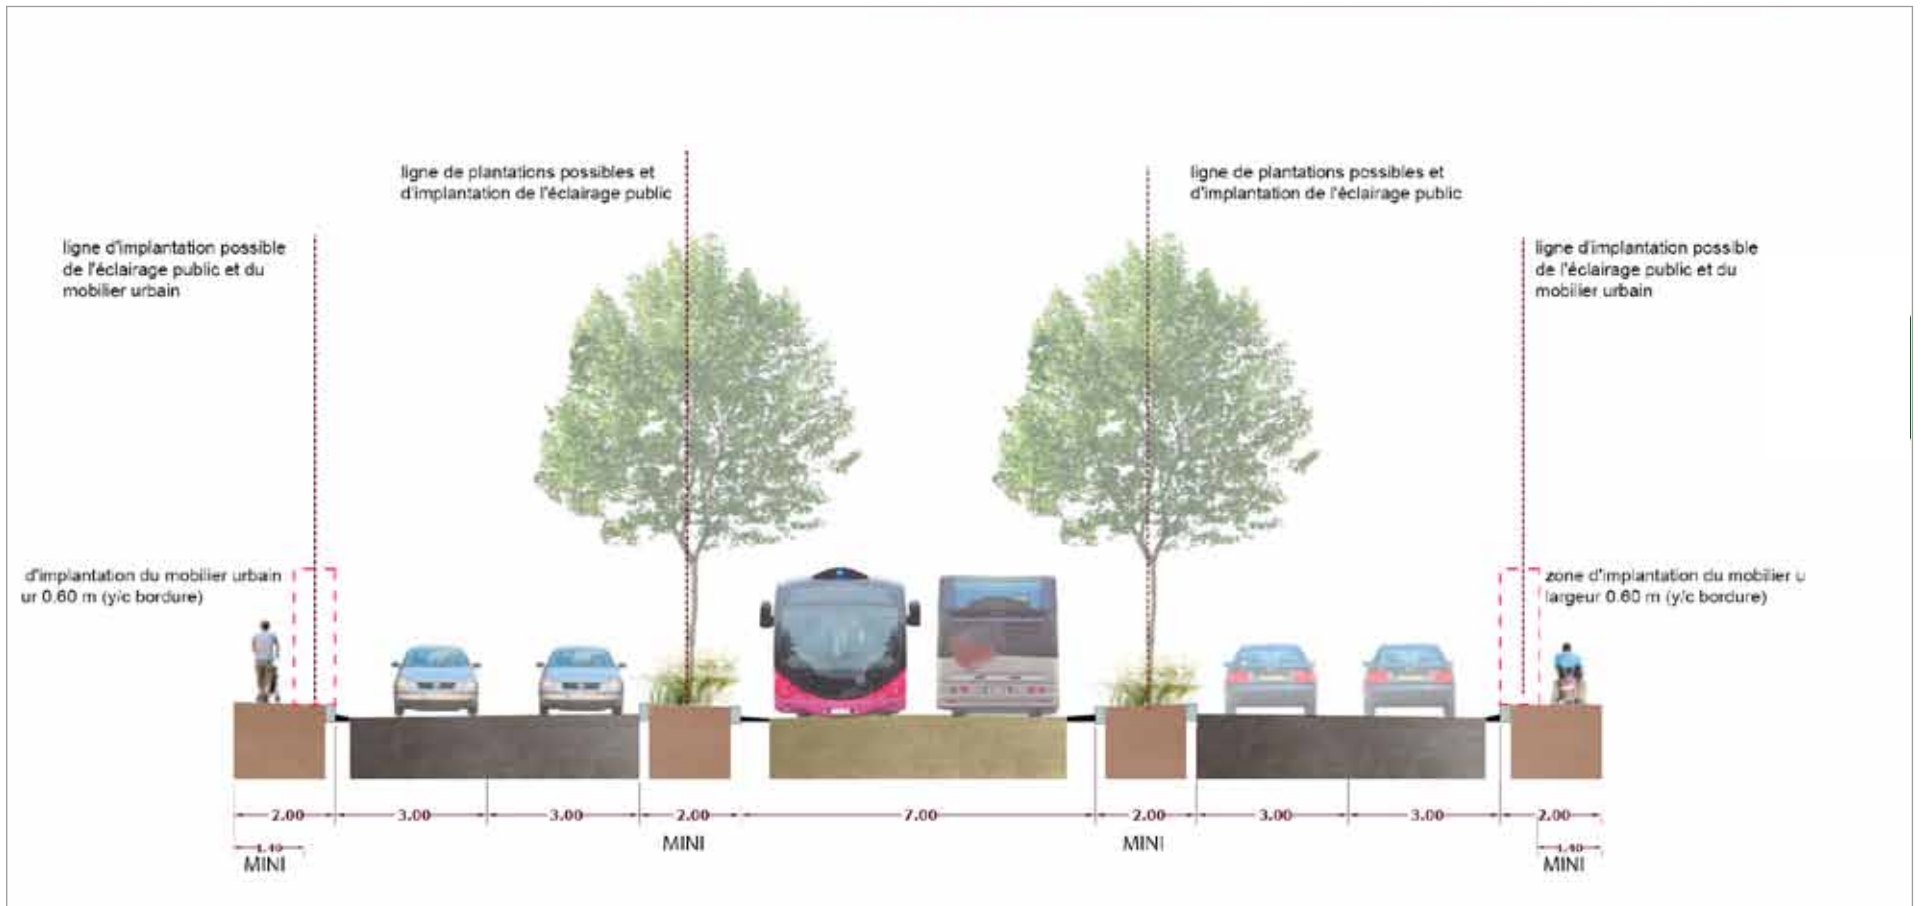 ligne de plantations possibles et
d'implantation de l'éclairage public
ligne de plantations possibles et
d'implantation de l'éclairage public
ligne d'implantation possible
de l'éclairage public et du
mobilier urbain
ligne d'implantation possible
de l'éclairage public et du
mobilier urbain
d'implantation du mobilier urbain
ur 0.60 m (y/c bordure)
zone d'implantation du mobilier u
largeur 0.60 m (y/c bordure)
2.00 3.00 3.00 2.00 7.00 2.00 3.00 3.00 2.00
MINI MINI
1.40 1.40
MINI MINI